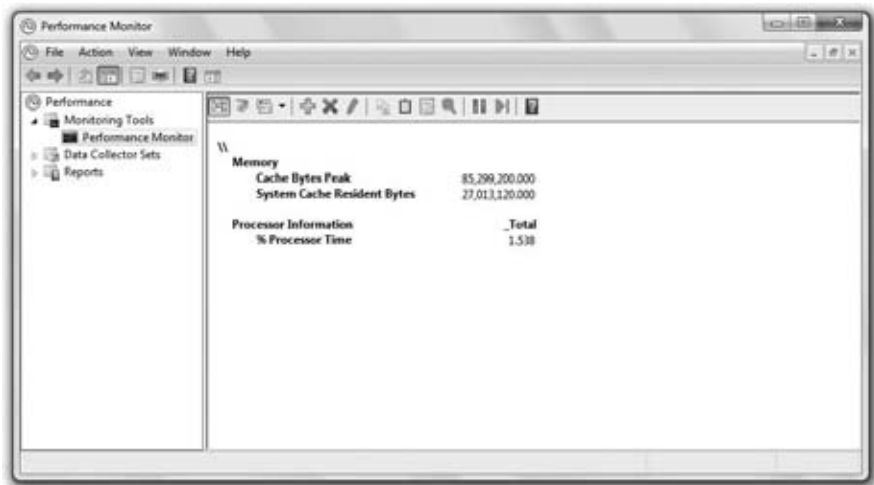 Performance Monitor
File Action View Window Help
Performance
Monitoring Tools
Performance Monitor
Data Collector Sets
Reports
\\
Memory
Cache Bytes Peak 85,299,200.000
System Cache Resident Bytes 27,013,120.000
Processor Information _Total
% Processor Time 1.538